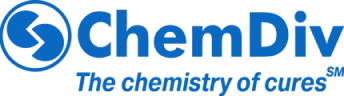 ChemDiv
The chemistry of cures℠